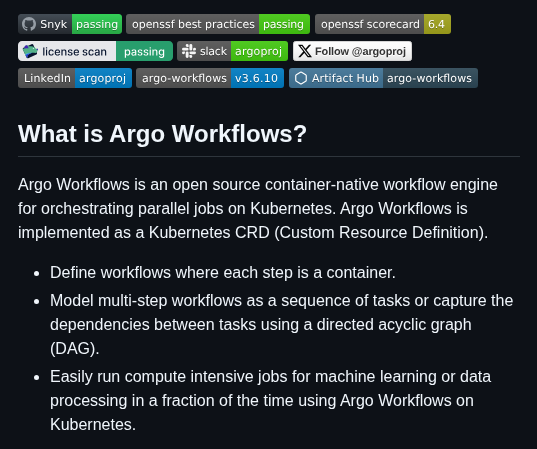 Snyk passing openssf best practices passing openssf scorecard 6.4
license scan passing slack argoproj Follow @argoproj
LinkedIn argoproj argo-workflows v3.6.10 Artifact Hub argo-workflows
What is Argo Workflows?
Argo Workflows is an open source container-native workflow engine
for orchestrating parallel jobs on Kubernetes. Argo Workflows is
implemented as a Kubernetes CRD (Custom Resource Definition).
• Define workflows where each step is a container.
• Model multi-step workflows as a sequence of tasks or capture the
dependencies between tasks using a directed acyclic graph
(DAG).
• Easily run compute intensive jobs for machine learning or data
processing in a fraction of the time using Argo Workflows on
Kubernetes.